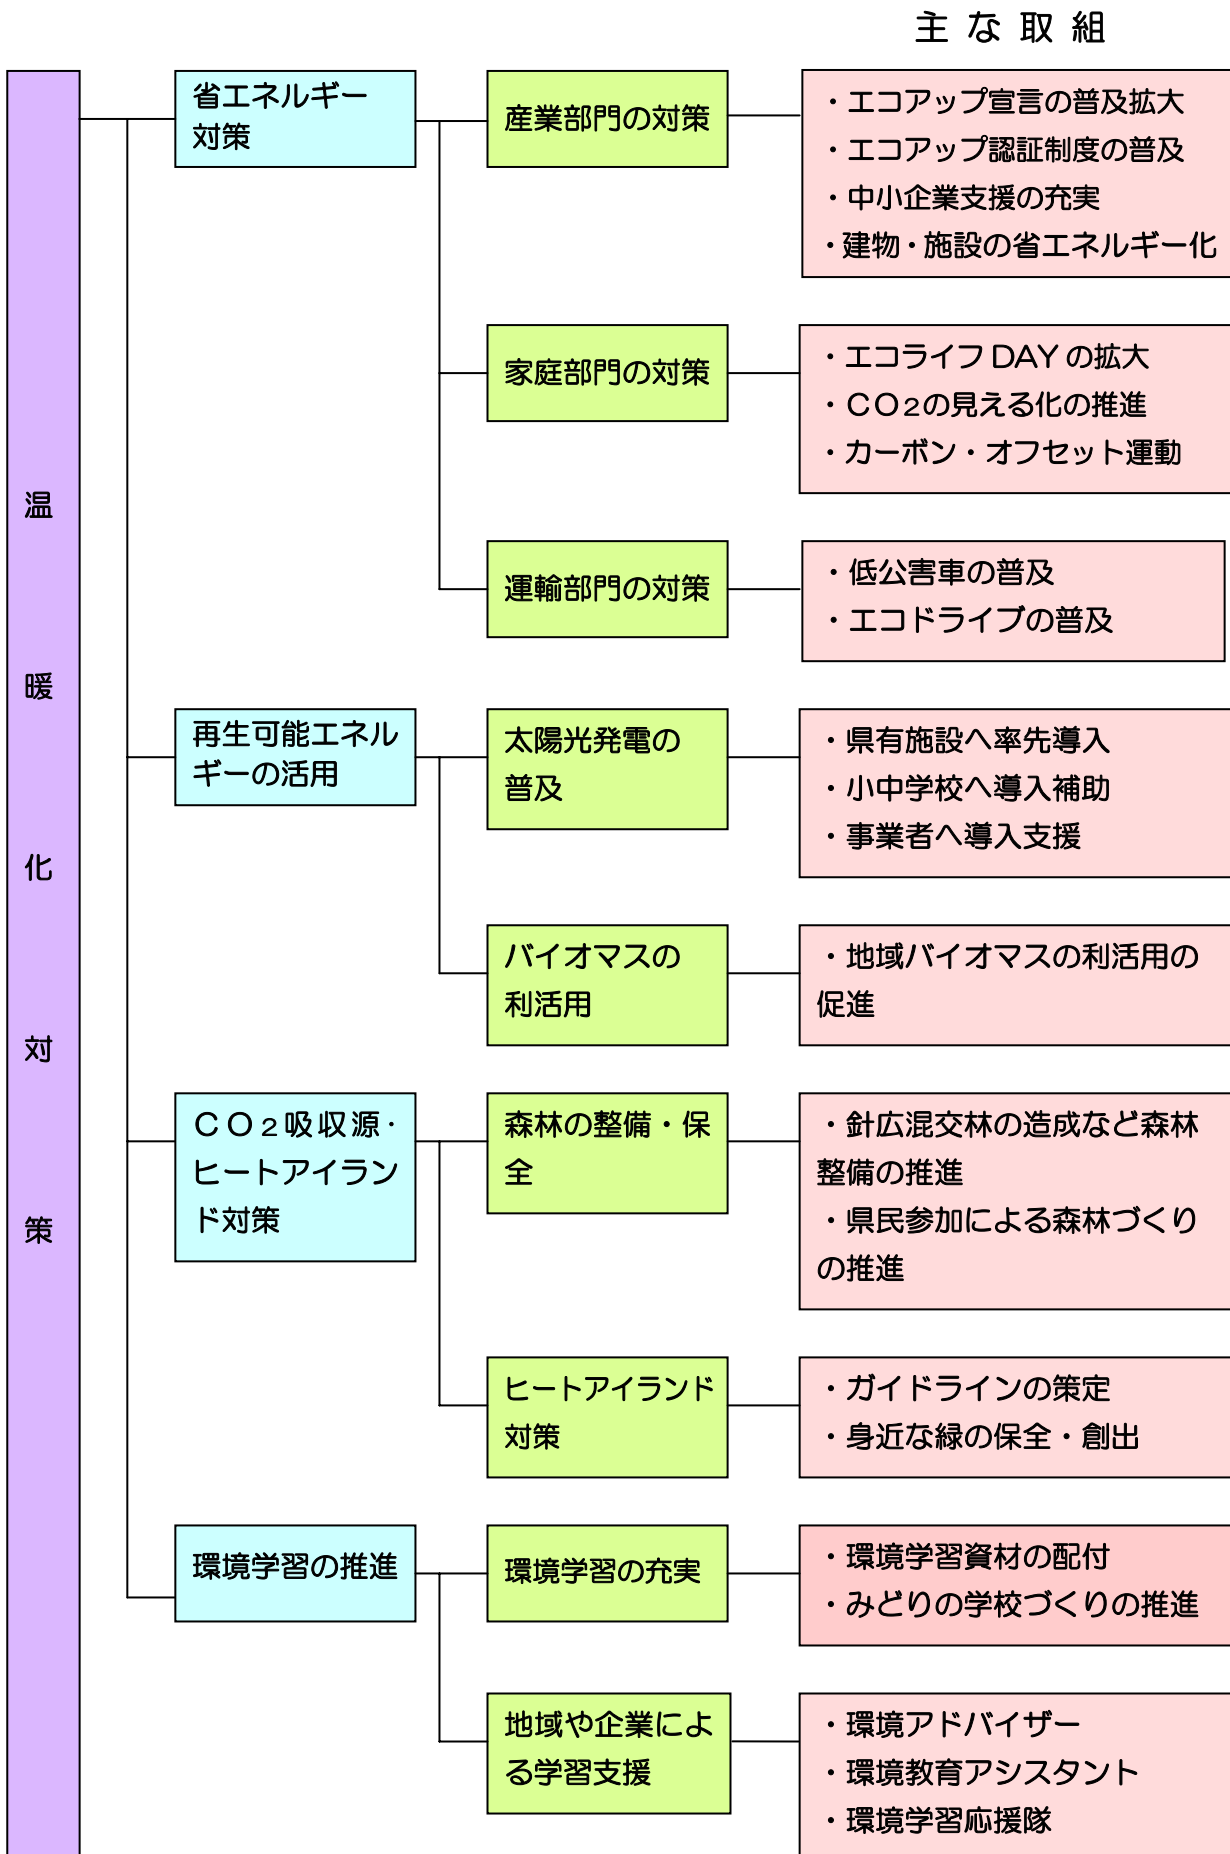 主な取組
温暖化対策
省エネルギー
対策
産業部門の対策
・エコアップ宣言の普及拡大
・エコアップ認証制度の普及
・中小企業支援の充実
・建物・施設の省エネルギー化
家庭部門の対策
・エコライフDAYの拡大
・ＣＯ２の見える化の推進
・カーボン・オフセット運動
運輸部門の対策
・低公害車の普及
・エコドライブの普及
再生可能エネル
ギーの活用
太陽光発電の
普及
・県有施設へ率先導入
・小中学校へ導入補助
・事業者へ導入支援
バイオマスの
利活用
・地域バイオマスの利活用の
促進
ＣＯ２吸収源・
ヒートアイラン
ド対策
森林の整備・保
全
・針広混交林の造成など森林
整備の推進
・県民参加による森林づくり
の推進
ヒートアイランド
対策
・ガイドラインの策定
・身近な緑の保全・創出
環境学習の推進
環境学習の充実
・環境学習資材の配付
・みどりの学校づくりの推進
地域や企業によ
る学習支援
・環境アドバイザー
・環境教育アシスタント
・環境学習応援隊